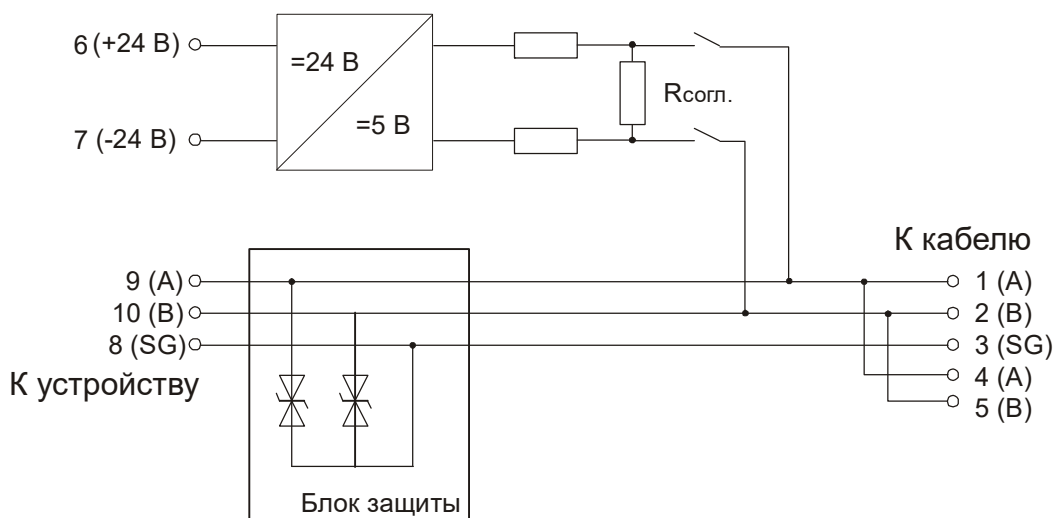 6 (+24 В)
=24 В
=5 В
Rсогл.
7 (-24 В)
К кабелю
9 (А)
1 (А)
10 (В)
2 (В)
8 (SG)
3 (SG)
К устройству
4 (А)
5 (В)
Блок защиты